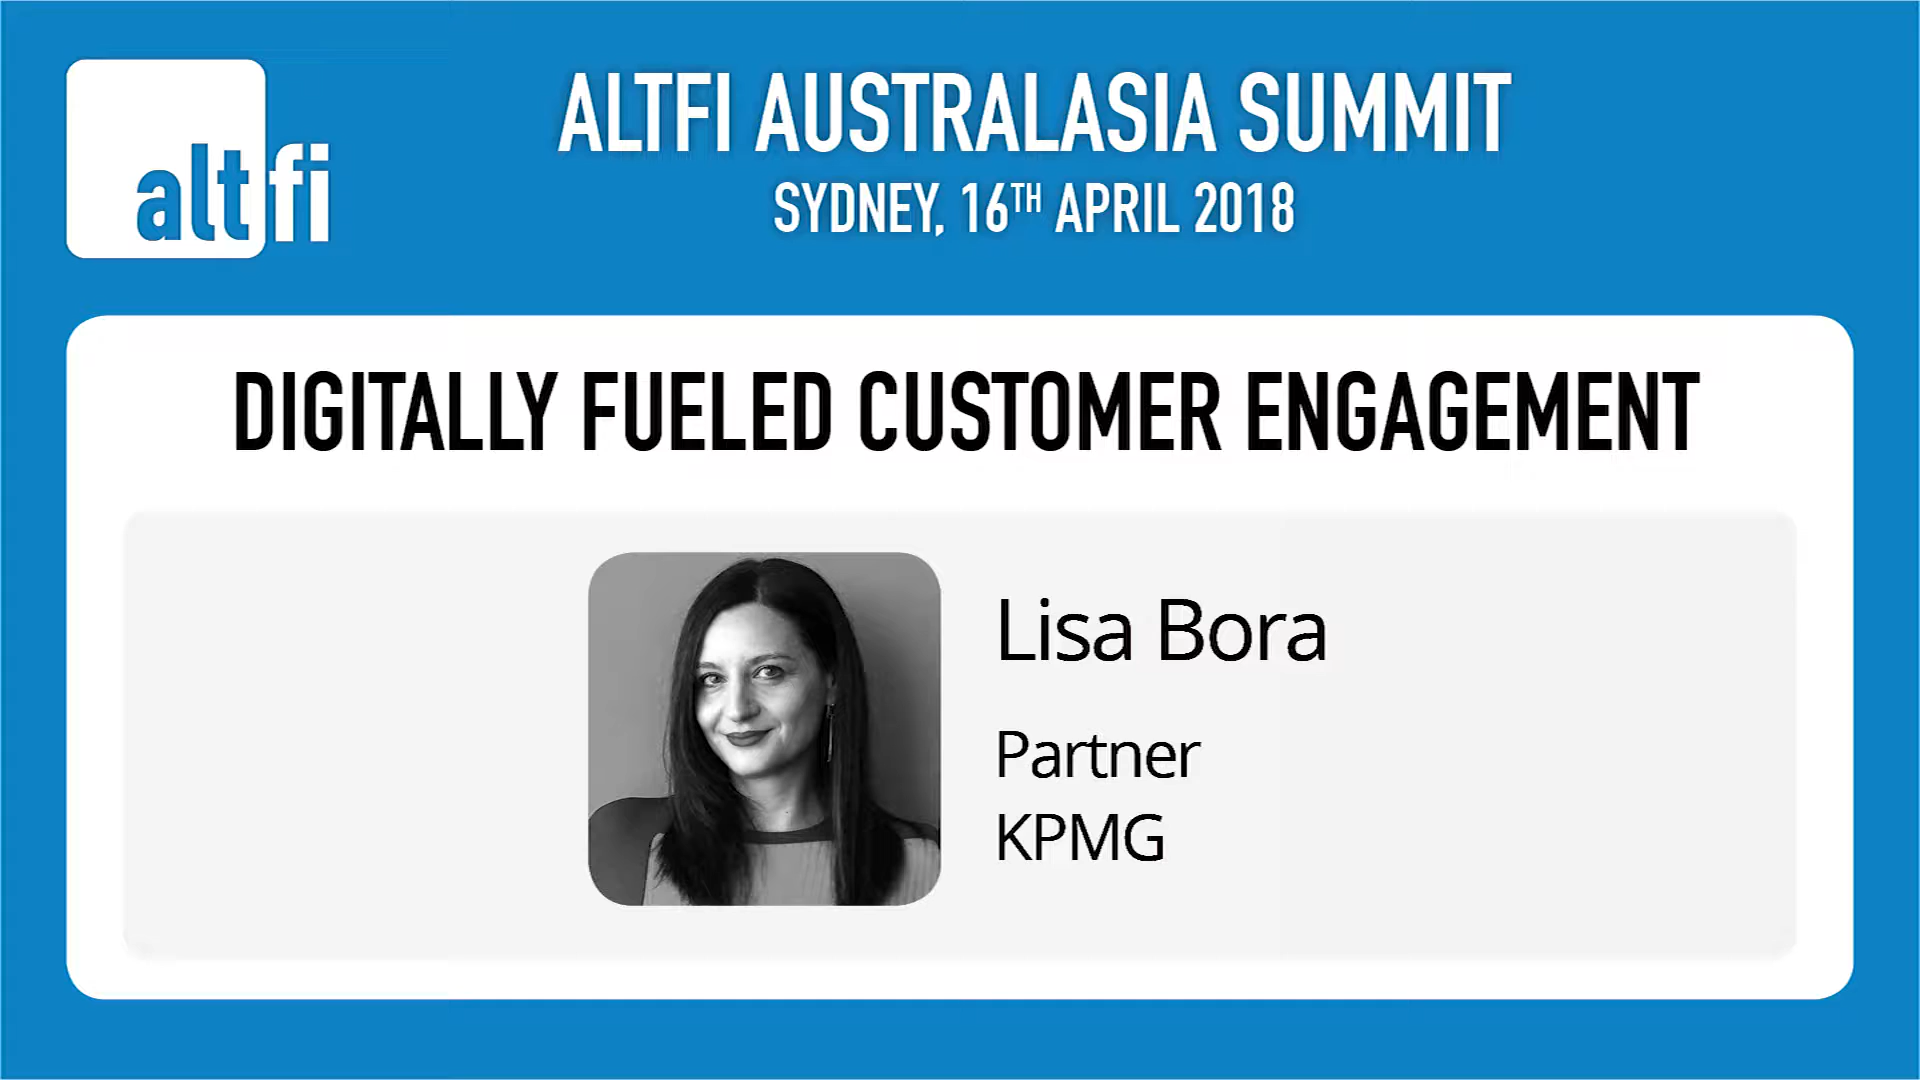 altfi
ALTFI AUSTRALASIA SUMMIT
SYDNEY, 16TH APRIL 2018
DIGITALLY FUELED CUSTOMER ENGAGEMENT
Lisa Bora
Partner
KPMG